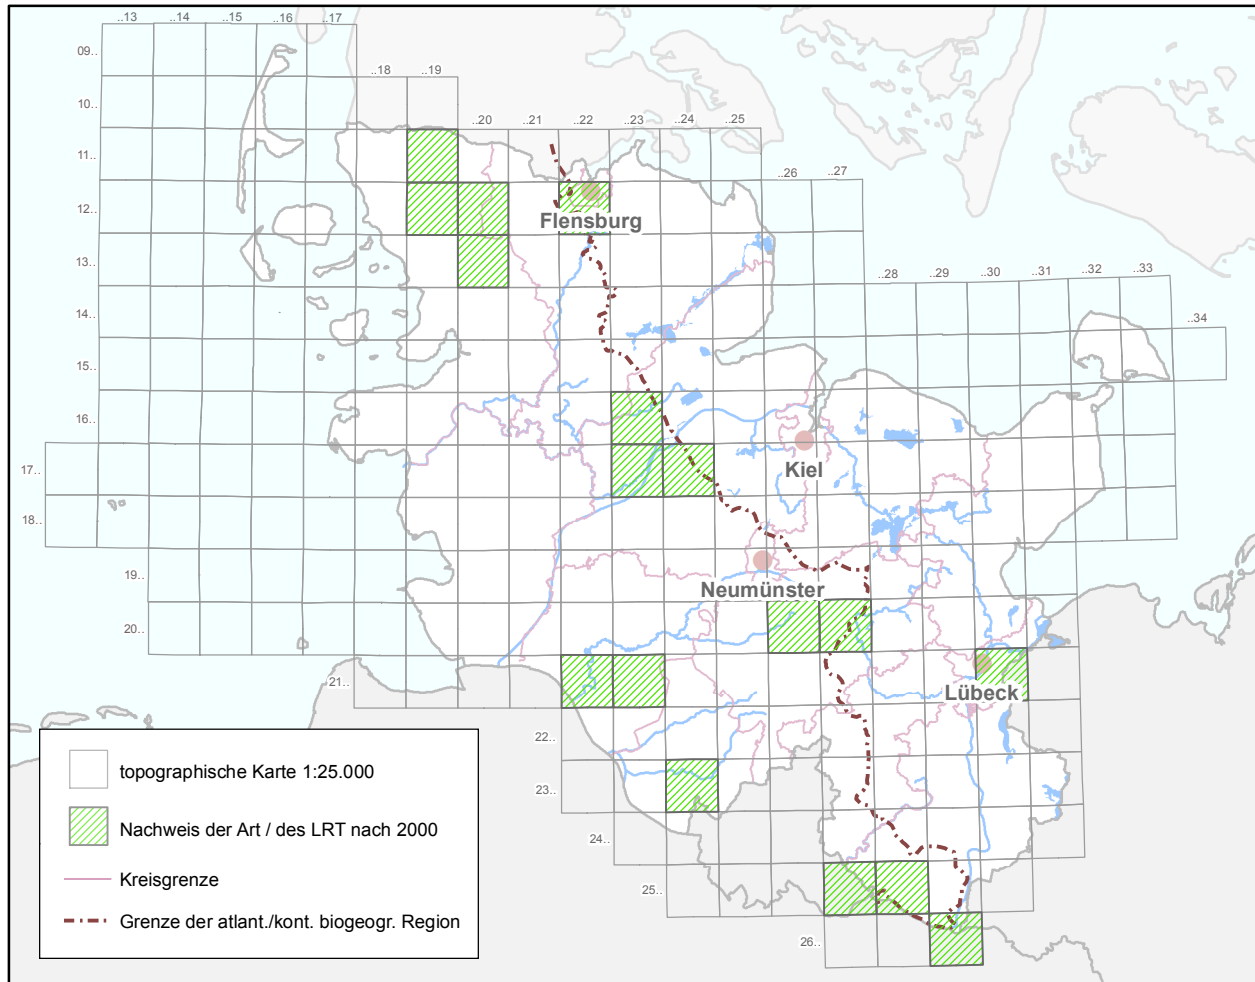 ..13 ..14 ..15 ..16 ..17
09..
..18 ..19
10..
..20 ..21 ..22 ..23 ..24 ..25
11..
..26 ..27
12..
Flensburg
13..
..28 ..29 ..30 ..31 ..32 ..33
14..
..34
15..
16..
Kiel
17..
18..
19..
Neumünster
20..
21..
Lübeck
22..
23..
24..
25..
26..
topographische Karte 1:25.000
Nachweis der Art / des LRT nach 2000
Kreisgrenze
Grenze der atlant./kont. biogeogr. Region